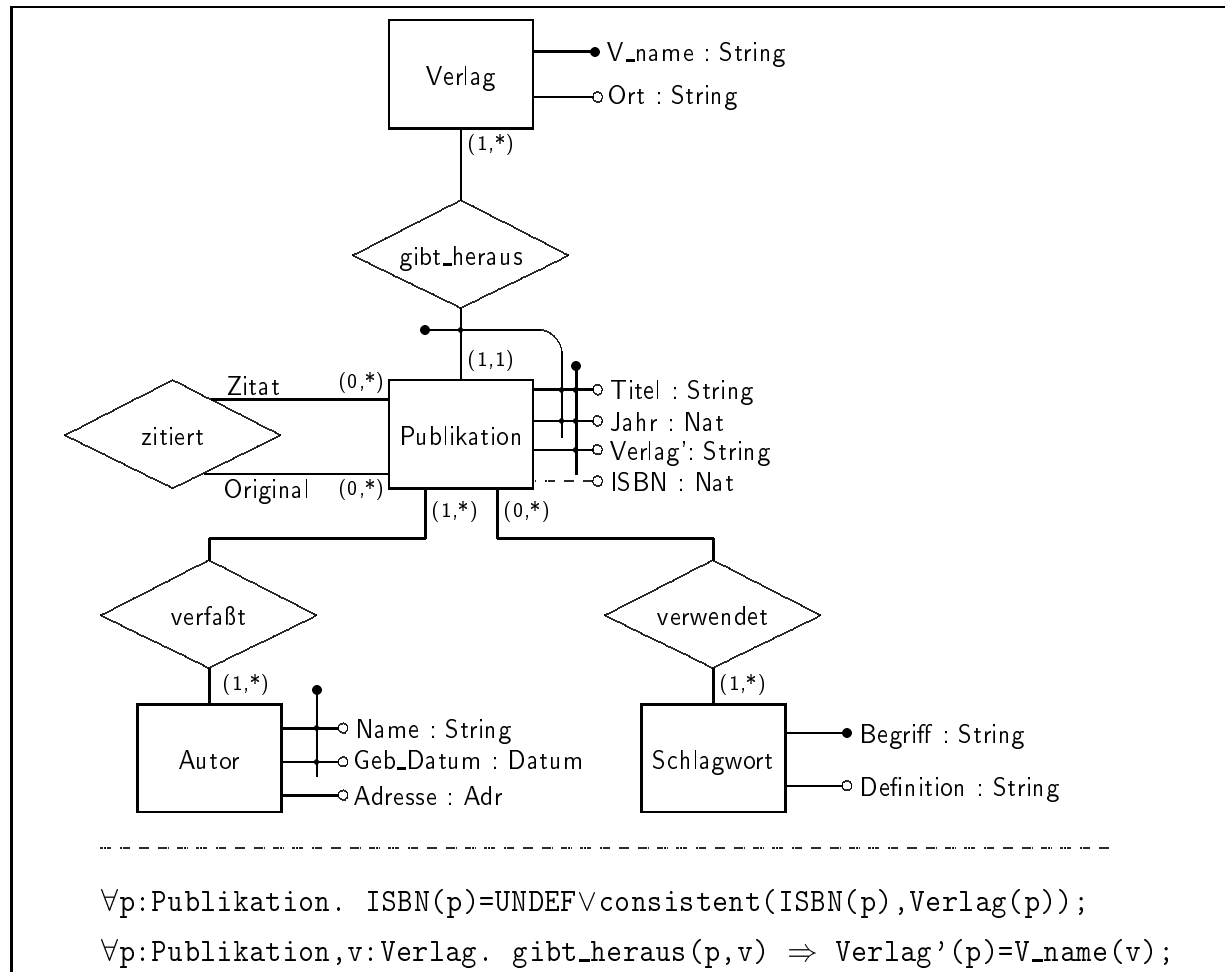 V_name : String
Verlag
Ort : String
(1,*)
gibt_heraus
(1,1)
Zitat
(0,*)
Titel : String
Jahr : Nat
zitiert
Publikation
Verlag': String
ISBN : Nat
Original
(0,*)
(1,*)
(0,*)
verfaßt
verwendet
(1,*)
(1,*)
Name : String
Begriff : String
Autor
Geb_Datum : Datum
Schlagwort
Adresse : Adr
Definition : String
∀p:Publikation. ISBN(p)=UNDEF∨consistent(ISBN(p),Verlag(p));
∀p:Publikation,v:Verlag. gibt_heraus(p,v) ⇒ Verlag'(p)=V_name(v);